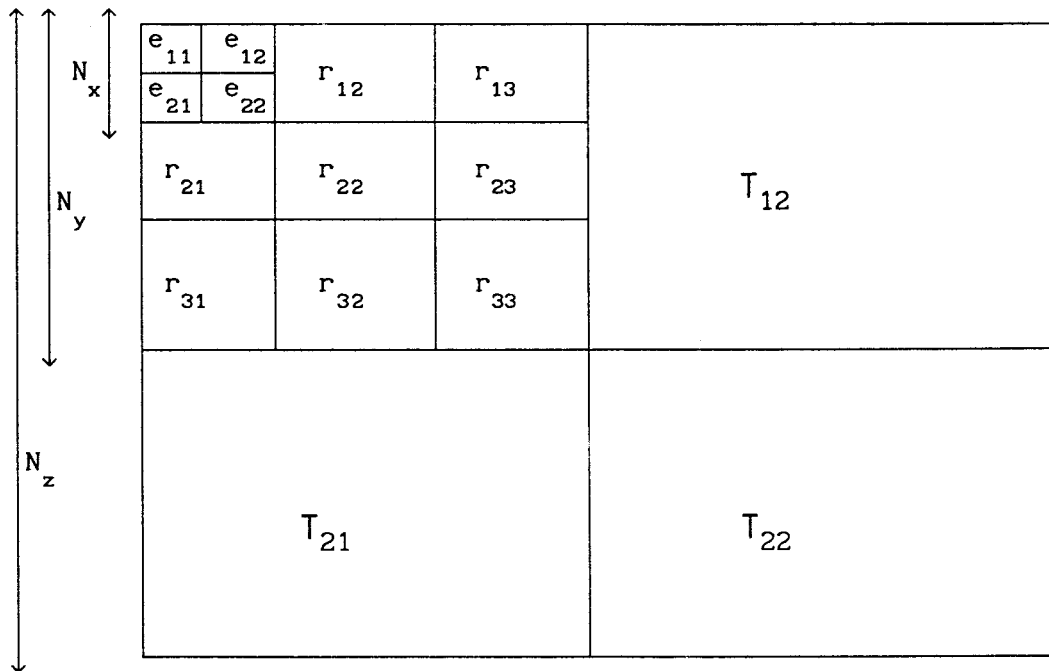 e_11 e_12
N_x r_12 r_13
e_21 e_22
r_21 r_22 r_23 T_12
N_y
r_31 r_32 r_33
N_z
T_21 T_22